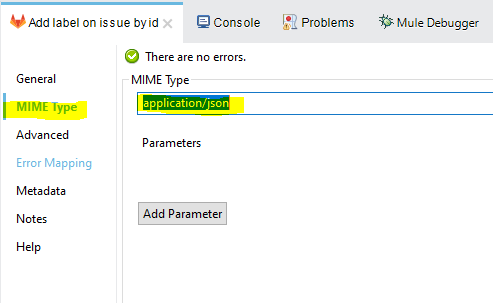 Add label on issue by id
Console
Problems
Mule Debugger
There are no errors.
General
MIME Type
Advanced
Error Mapping
Metadata
Notes
Help
MIME Type
application/json
Parameters
Add Parameter